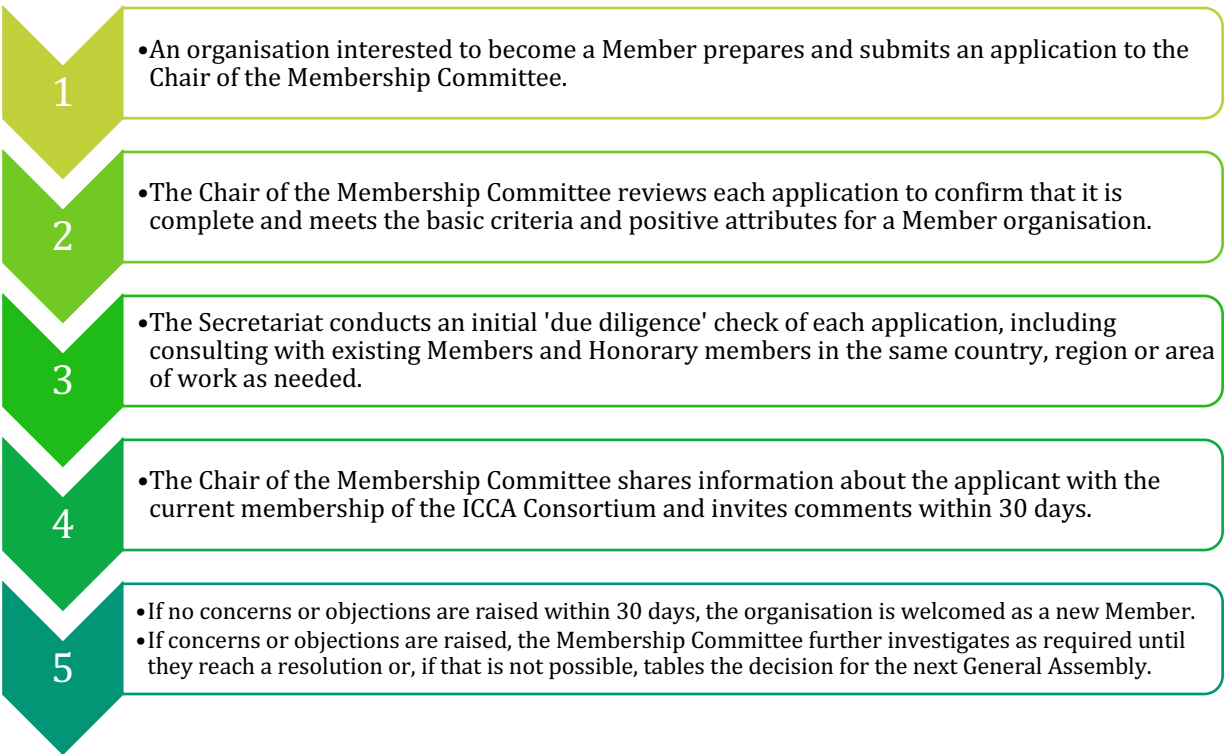 1
•An organisation interested to become a Member prepares and submits an application to the
Chair of the Membership Committee.
2
•The Chair of the Membership Committee reviews each application to confirm that it is
complete and meets the basic criteria and positive attributes for a Member organisation.
3
•The Secretariat conducts an initial 'due diligence' check of each application, including
consulting with existing Members and Honorary members in the same country, region or area
of work as needed.
4
•The Chair of the Membership Committee shares information about the applicant with the
current membership of the ICCA Consortium and invites comments within 30 days.
5
•If no concerns or objections are raised within 30 days, the organisation is welcomed as a new Member.
•If concerns or objections are raised, the Membership Committee further investigates as required until
they reach a resolution or, if that is not possible, tables the decision for the next General Assembly.